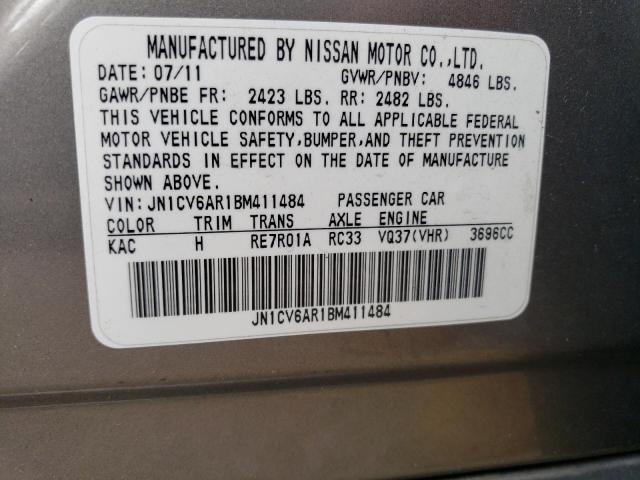 MANUFACTURED BY NISSAN MOTOR CO.,LTD.
DATE: 07/11 GVWR/PNBV: 4846 LBS.
GAWR/PNBE FR: 2423 LBS. RR: 2482 LBS.
THIS VEHICLE CONFORMS TO ALL APPLICABLE FEDERAL
MOTOR VEHICLE SAFETY,BUMPER,AND THEFT PREVENTION
STANDARDS IN EFFECT ON THE DATE OF MANUFACTURE
SHOWN ABOVE.
VIN:JN1CV6AR1BM411484 PASSENGER CAR
COLOR TRIM TRANS AXLE ENGINE
KAC H RE7R01A RC33 VQ37(VHR) 3696CC
JN1CV6AR1BM411484